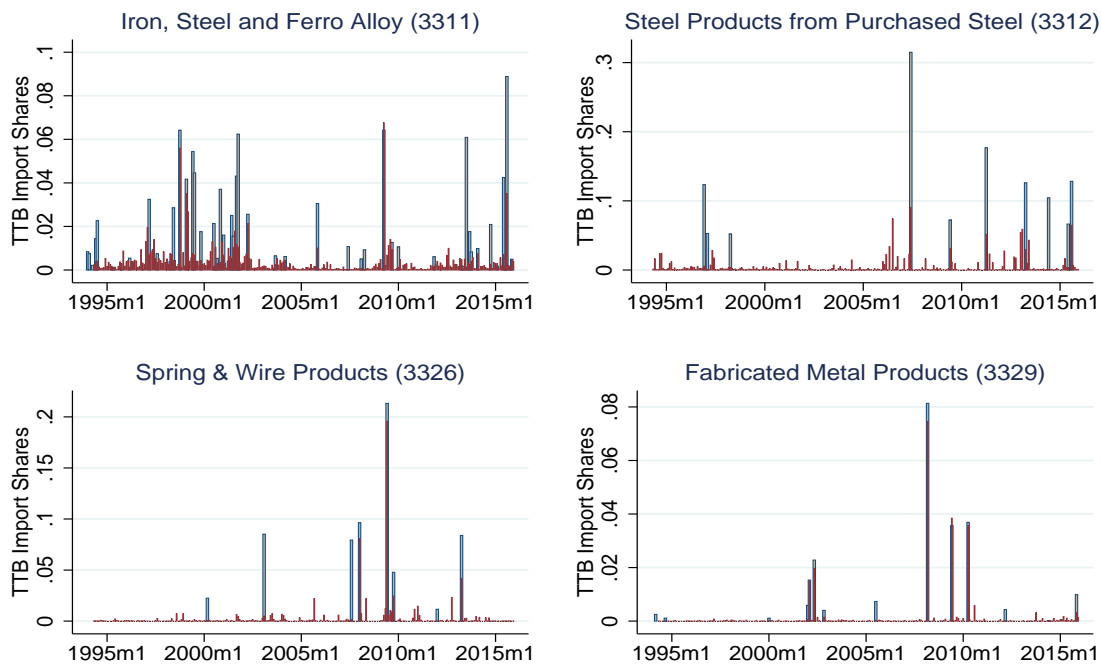 Iron, Steel and Ferro Alloy (3311)
TTB Import Shares
.1
.08
.06
.04
.02
0
1995m1 2000m1 2005m1 2010m1 2015m1
Steel Products from Purchased Steel (3312)
TTB Import Shares
.3
.2
.1
0
1995m1 2000m1 2005m1 2010m1 2015m1
Spring & Wire Products (3326)
TTB Import Shares
.2
.15
.1
.05
0
1995m1 2000m1 2005m1 2010m1 2015m1
Fabricated Metal Products (3329)
TTB Import Shares
.08
.06
.04
.02
0
1995m1 2000m1 2005m1 2010m1 2015m1